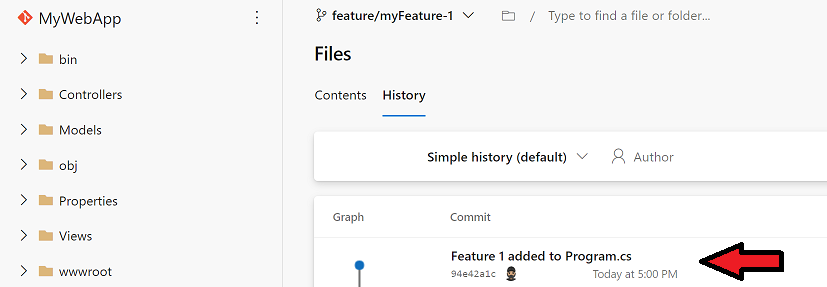 MyWebApp
bin
Controllers
Models
obj
Properties
Views
wwwroot
feature/myFeature-1
/ Type to find a file or folder...
Files
Contents History
Simple history (default) Author
Graph Commit
Feature 1 added to Program.cs
94e42a1c Today at 5:00 PM